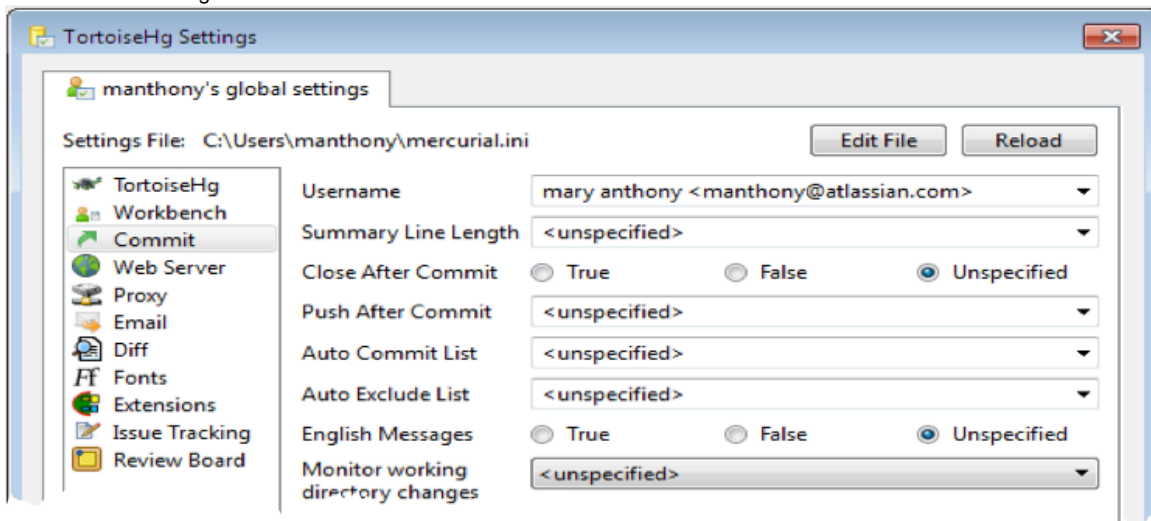 TortoiseHg Settings
manthony's global settings
Settings File: C:\Users\manthony\mercurial.ini
Edit File
Reload
TortoiseHg
Workbench
Commit
Web Server
Proxy
Email
Diff
Fonts
Extensions
Issue Tracking
Review Board
Username mary anthony <manthony@atlassian.com>
Summary Line Length <unspecified>
Close After Commit True False Unspecified
Push After Commit <unspecified>
Auto Commit List <unspecified>
Auto Exclude List <unspecified>
English Messages True False Unspecified
Monitor working
directory changes
<unspecified>